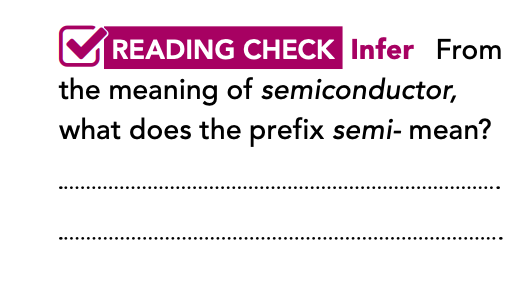 READING CHECK Infer From
the meaning of semiconductor,
what does the prefix semi- mean?